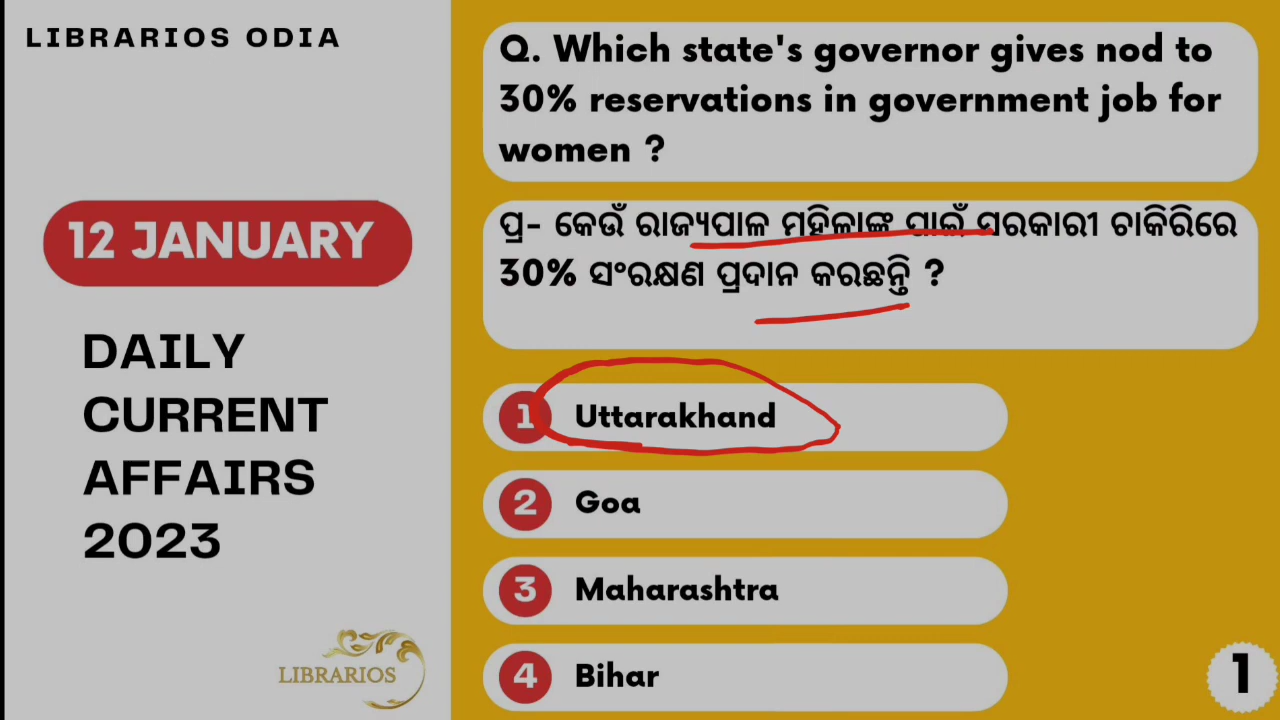 LIBRARIOS ODIA
12 JANUARY
DAILY
CURRENT
AFFAIRS
2023
LIBRARIOS
Q. Which state's governor gives nod to
30% reservations in government job for
women ?
ପ୍ର- କେଉଁ ରାଜ୍ୟପାଳ ମହିଳାଙ୍କ ପାଇଁ ସରକାରୀ ଚାକିରିରେ
30% ସଂରକ୍ଷଣ ପ୍ରଦାନ କରଛନ୍ତି ?
1 Uttarakhand
2 Goa
3 Maharashtra
4 Bihar
1